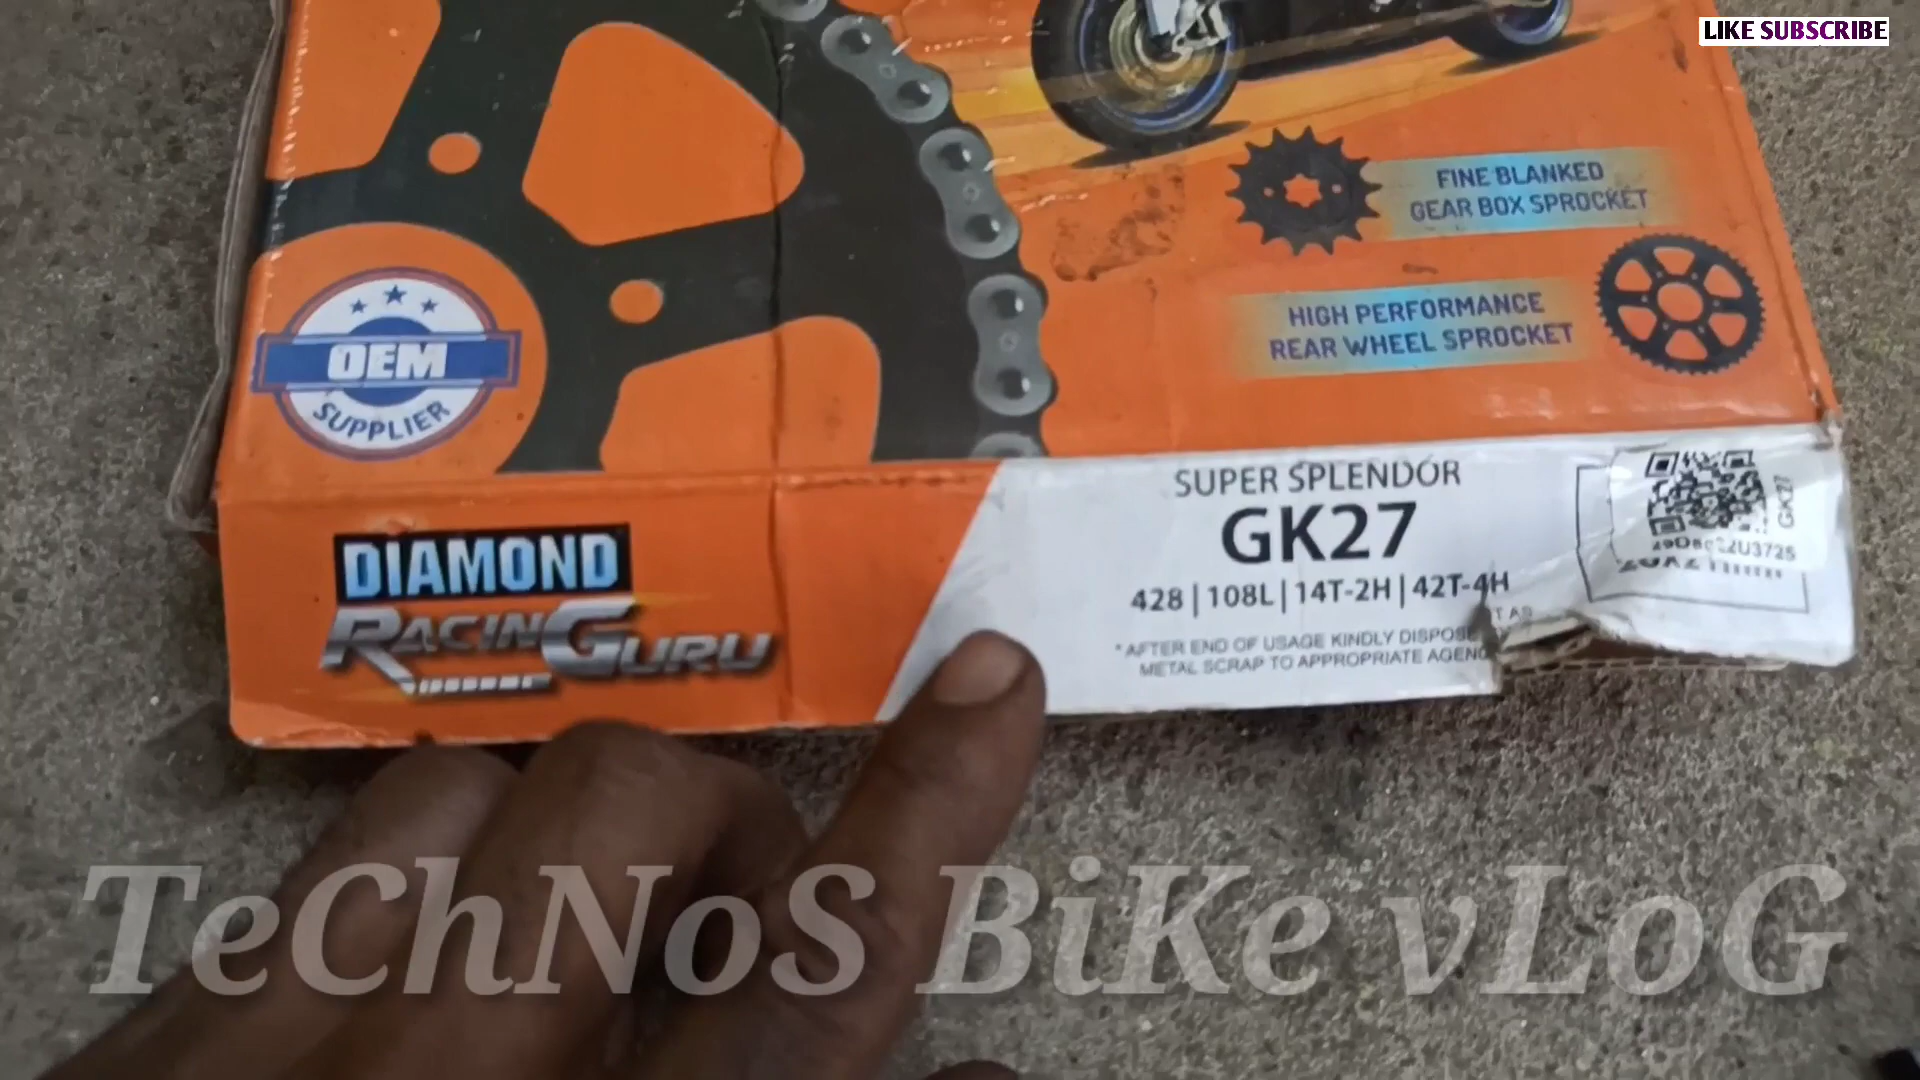 LIKE SUBSCRIBE
FINE BLANKED
GEAR BOX SPROCKET
HIGH PERFORMANCE
REAR WHEEL SPROCKET
OEM
SUPPLIER
SUPER SPLENDOR
GK27
428 | 108L | 14T-2H | 42T-4H
*AFTER END OF USAGE KINDLY DISPOSE
METAL SCRAP TO APPROPRIATE
GK27
DIAMOND
RACINGURU
TeChNoS BiKe vLoG